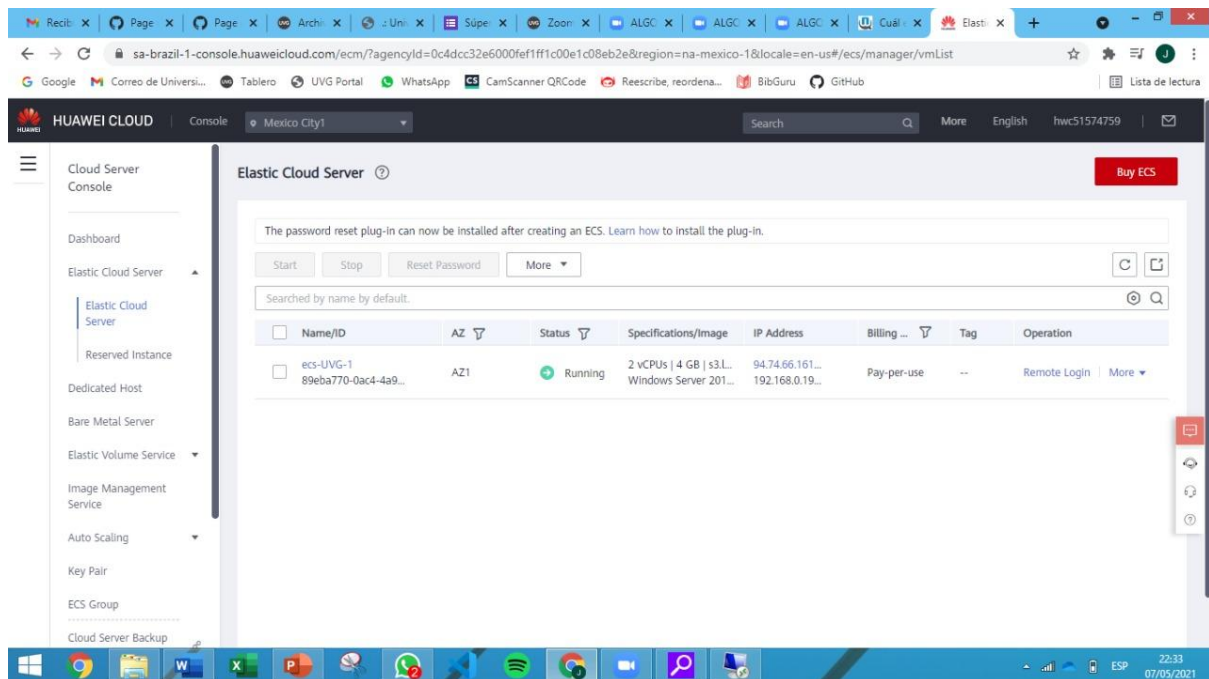 Recib
Page
Page
Archi
.: Univ
Súpe
Zoom
ALGO
ALGO
ALGO
Cuál e
Elasti
sa-brazil-1-console.huaweicloud.com/ecm/?agencyId=0c4dcc32e6000fef1ff1c00e1c08eb2e&region=na-mexico-1&locale=en-us#/ecs/manager/vmList
J
Google
Correo de Universi...
Tablero
UVG Portal
WhatsApp
CS
CamScanner QRCode
Reescribe, reordena...
BibGuru
GitHub
Lista de lectura
HUAWEI
HUAWEI CLOUD
Console
Mexico City1
Search
More
English
hwc51574759
Cloud Server
Console
Dashboard
Elastic Cloud Server
Elastic Cloud
Server
Reserved Instance
Dedicated Host
Bare Metal Server
Elastic Volume Service
Image Management
Service
Auto Scaling
Key Pair
ECS Group
Cloud Server Backup
Elastic Cloud Server
Buy ECS
The password reset plug-in can now be installed after creating an ECS. Learn how to install the plug-in.
Start
Stop
Reset Password
More
Searched by name by default.
Name/ID
AZ
Status
Specifications/Image
IP Address
Billing ...
Tag
Operation
ecs-UVG-1
89eba770-0ac4-4a9...
AZ1
Running
2 vCPUs | 4 GB | s3.l...
Windows Server 201...
94.74.66.161...
192.168.0.19...
Pay-per-use
--
Remote Login
More
2
ESP
22:33
07/05/2021